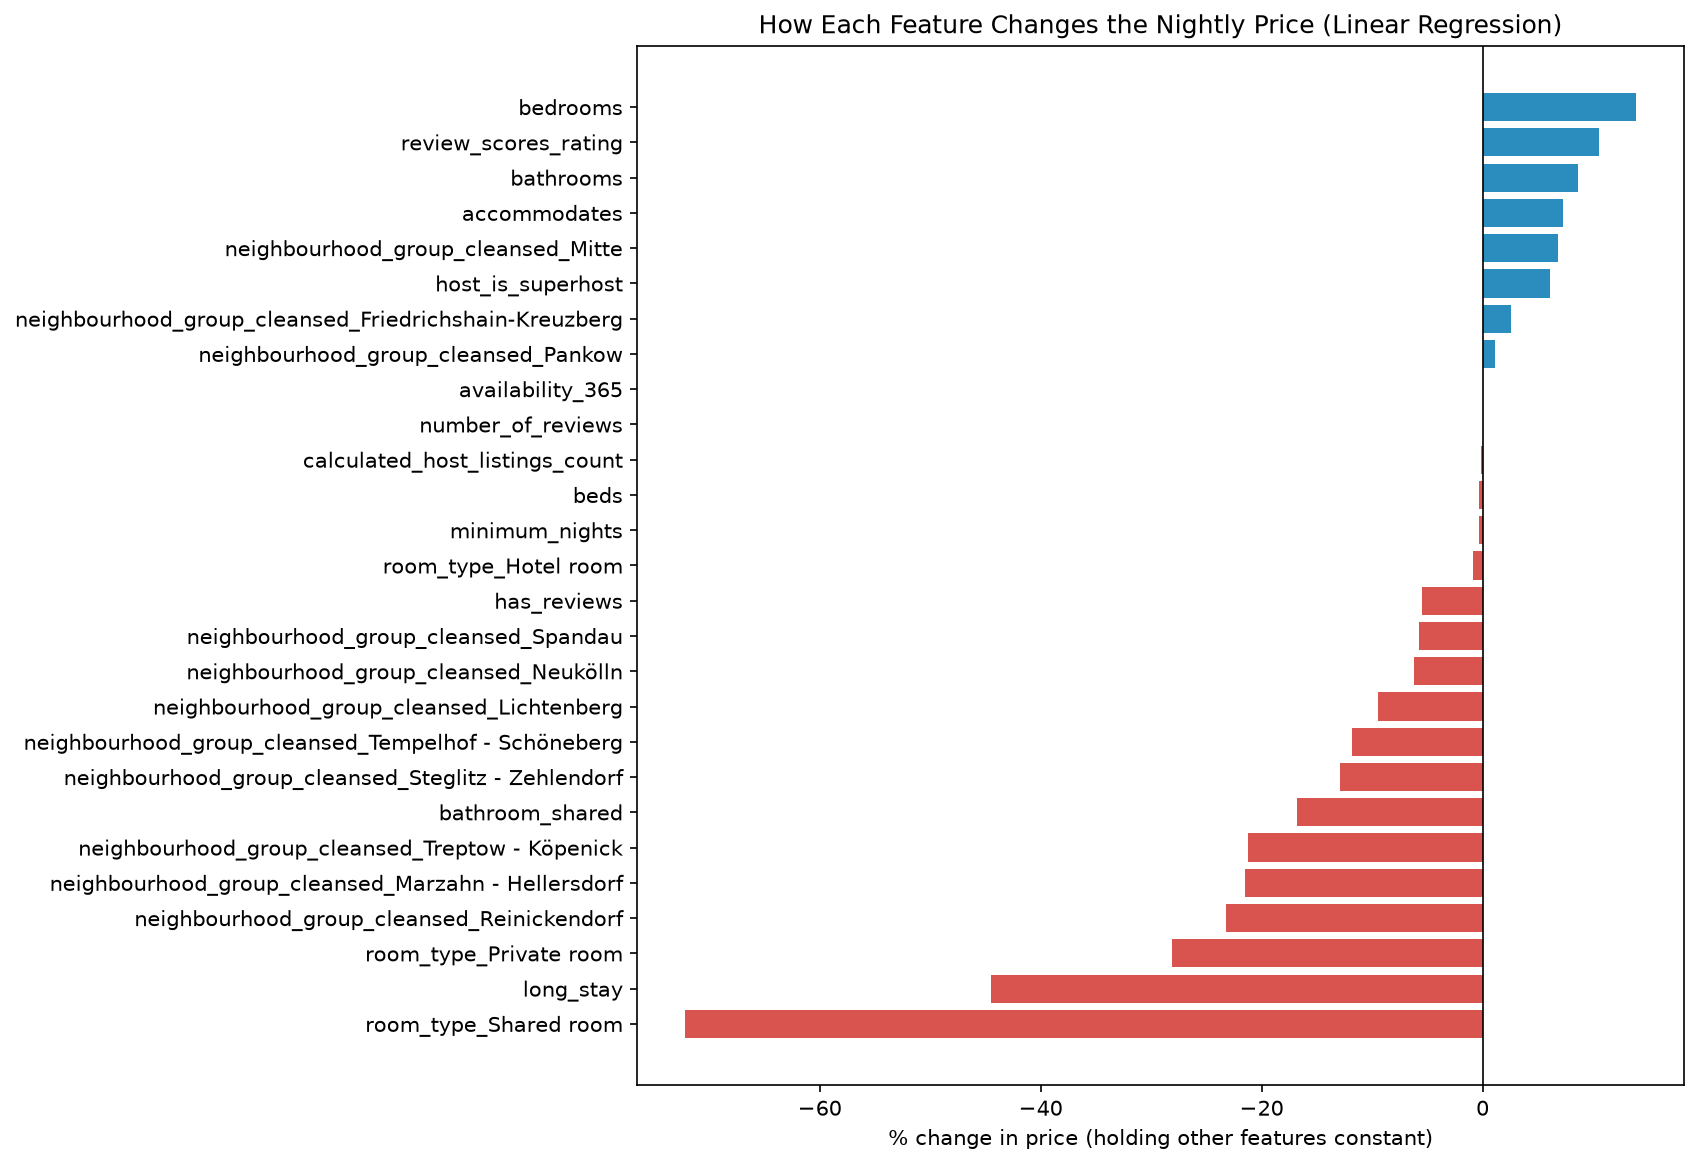 How Each Feature Changes the Nightly Price (Linear Regression)
bedrooms
review_scores_rating
bathrooms
accommodates
neighbourhood_group_cleansed_Mitte
host_is_superhost
neighbourhood_group_cleansed_Friedrichshain-Kreuzberg
neighbourhood_group_cleansed_Pankow
availability_365
number_of_reviews
calculated_host_listings_count
beds
minimum_nights
room_type_Hotel room
has_reviews
neighbourhood_group_cleansed_Spandau
neighbourhood_group_cleansed_Neukölln
neighbourhood_group_cleansed_Lichtenberg
neighbourhood_group_cleansed_Tempelhof - Schöneberg
neighbourhood_group_cleansed_Steglitz - Zehlendorf
bathroom_shared
neighbourhood_group_cleansed_Treptow - Köpenick
neighbourhood_group_cleansed_Marzahn - Hellersdorf
neighbourhood_group_cleansed_Reinickendorf
room_type_Private room
long_stay
room_type_Shared room
−60 −40 −20 0
% change in price (holding other features constant)